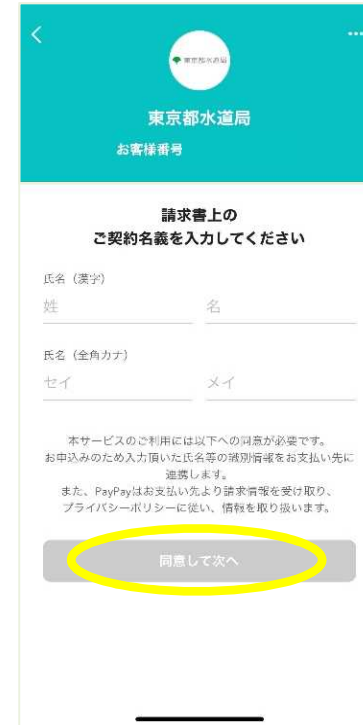 東京都水道局
東京都水道局
お客様番号
請求書上の
ご契約名義を入力してください
氏名（漢字）
姓 名
氏名（全角カナ）
セイ メイ
本サービスのご利用には以下への同意が必要です。
お申込みのため入力頂いた氏名等の識別情報をお支払い先に
連携します。
また、PayPayはお支払い先より請求情報を受け取り、
プライバシーポリシーに従い、情報を取り扱います。
同意して次へ